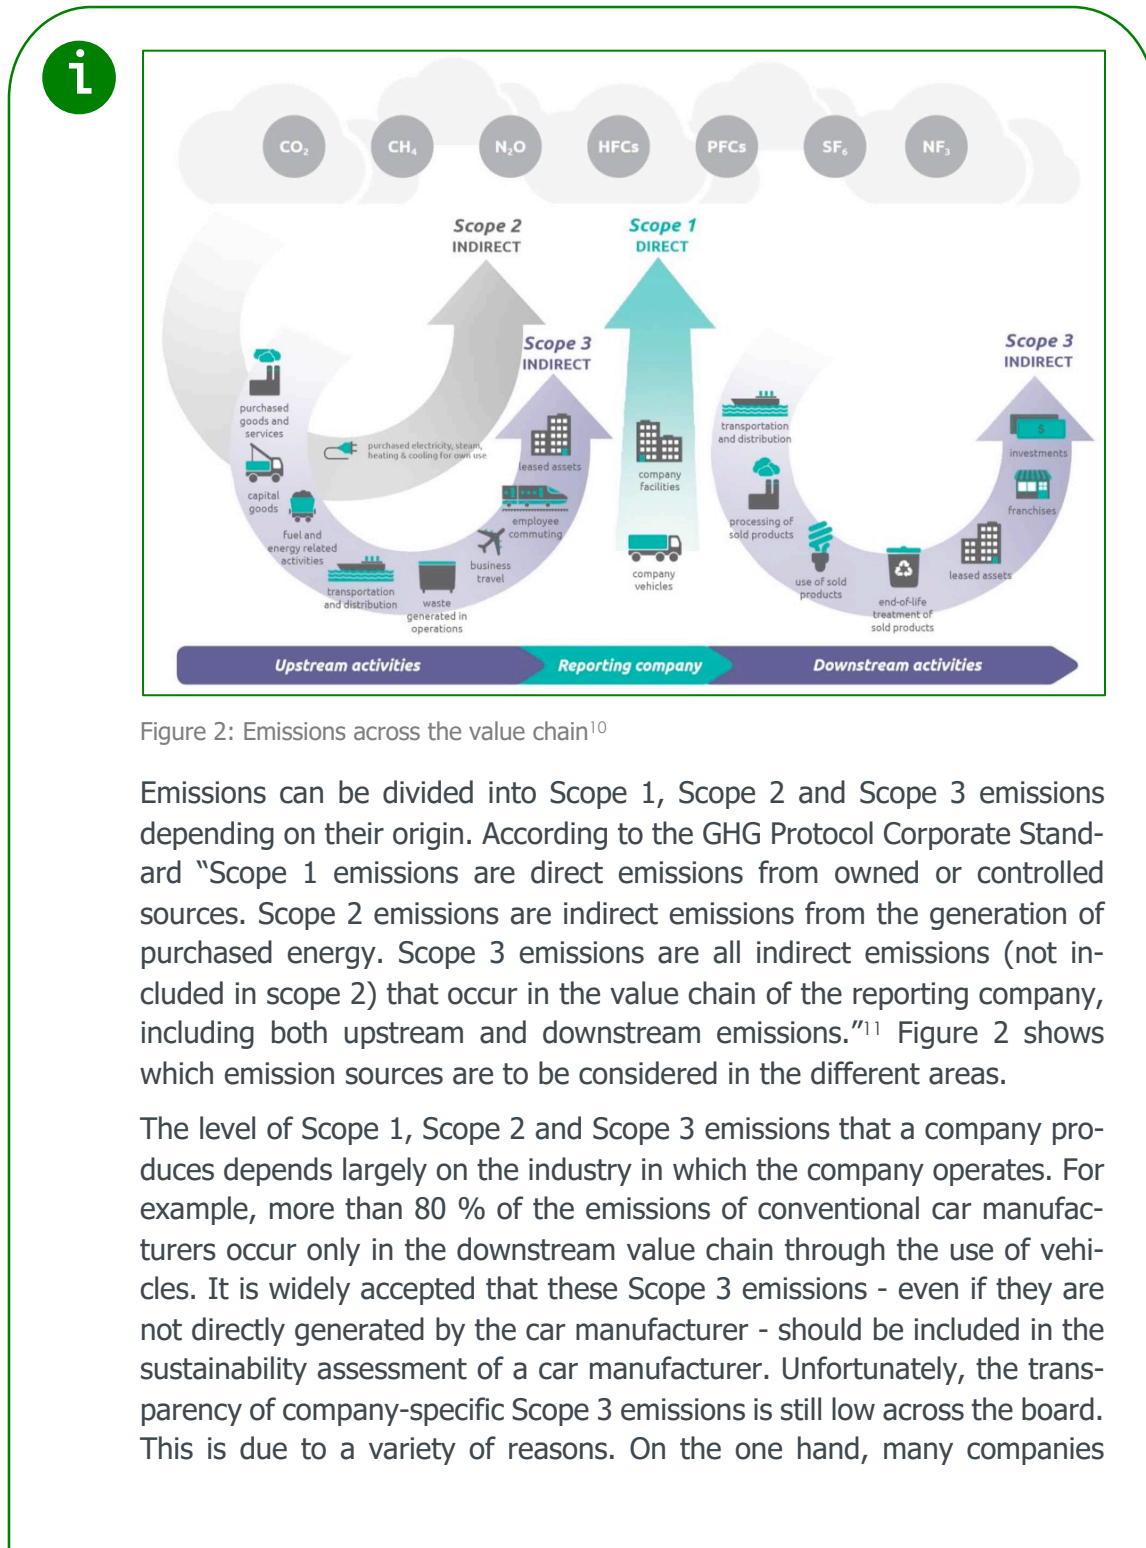 i
CO₂ CH₄ N₂O HFCs PFCs SF₆ NF₃
Scope 2
INDIRECT
Scope 1
DIRECT
Scope 3
INDIRECT
Scope 3
INDIRECT
purchased
goods and
services
capital
goods
fuel and
energy related
activities
transportation
and distribution
waste
generated in
operations
business
travel
employee
commuting
leased assets
purchased electricity, steam,
heating & cooling for own use
company
facilities
company
vehicles
transportation
and distribution
processing of
sold products
use of sold
products
end-of-life
treatment of
sold products
leased assets
franchises
$
investments
Upstream activities
Reporting company
Downstream activities
Figure 2: Emissions across the value chain¹⁰
Emissions can be divided into Scope 1, Scope 2 and Scope 3 emissions
depending on their origin. According to the GHG Protocol Corporate Stand-
ard “Scope 1 emissions are direct emissions from owned or controlled
sources. Scope 2 emissions are indirect emissions from the generation of
purchased energy. Scope 3 emissions are all indirect emissions (not in-
cluded in scope 2) that occur in the value chain of the reporting company,
including both upstream and downstream emissions.”¹¹ Figure 2 shows
which emission sources are to be considered in the different areas.
The level of Scope 1, Scope 2 and Scope 3 emissions that a company pro-
duces depends largely on the industry in which the company operates. For
example, more than 80 % of the emissions of conventional car manufac-
turers occur only in the downstream value chain through the use of vehi-
cles. It is widely accepted that these Scope 3 emissions - even if they are
not directly generated by the car manufacturer - should be included in the
sustainability assessment of a car manufacturer. Unfortunately, the trans-
parency of company-specific Scope 3 emissions is still low across the board.
This is due to a variety of reasons. On the one hand, many companies